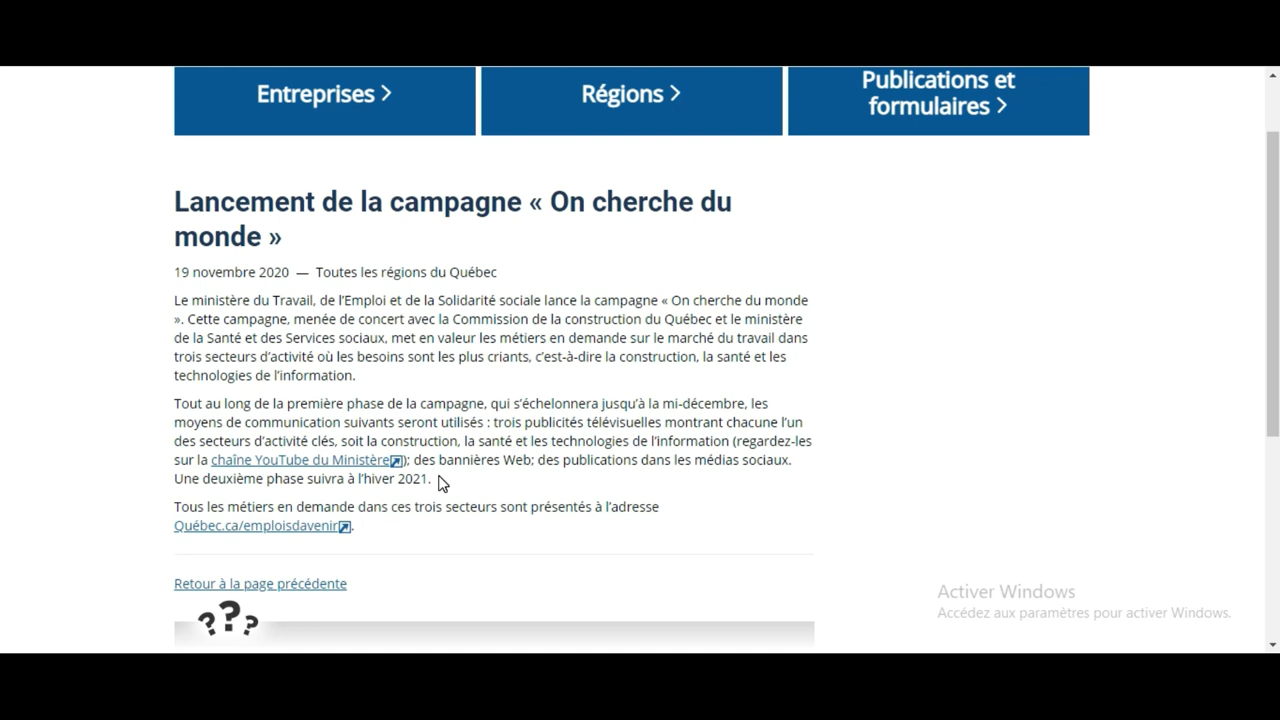 Entreprises >
Régions >
Publications et
formulaires >
Lancement de la campagne « On cherche du
monde »
19 novembre 2020 — Toutes les régions du Québec
Le ministère du Travail, de l'Emploi et de la Solidarité sociale lance la campagne « On cherche du monde
». Cette campagne, menée de concert avec la Commission de la construction du Québec et le ministère
de la Santé et des Services sociaux, met en valeur les métiers en demande sur le marché du travail dans
trois secteurs d'activité où les besoins sont les plus criants, c'est-à-dire la construction, la santé et les
technologies de l'information.
Tout au long de la première phase de la campagne, qui s'échelonnera jusqu'à la mi-décembre, les
moyens de communication suivants seront utilisés : trois publicités télévisuelles montrant chacune l'un
des secteurs d'activité clés, soit la construction, la santé et les technologies de l'information (regardez-les
sur la chaîne YouTube du Ministère); des bannières Web; des publications dans les médias sociaux.
Une deuxième phase suivra à l'hiver 2021.
Tous les métiers en demande dans ces trois secteurs sont présentés à l'adresse
Québec.ca/emploisdavenir.
Retour à la page précédente
???
Activer Windows
Accédez aux paramètres pour activer Windows.